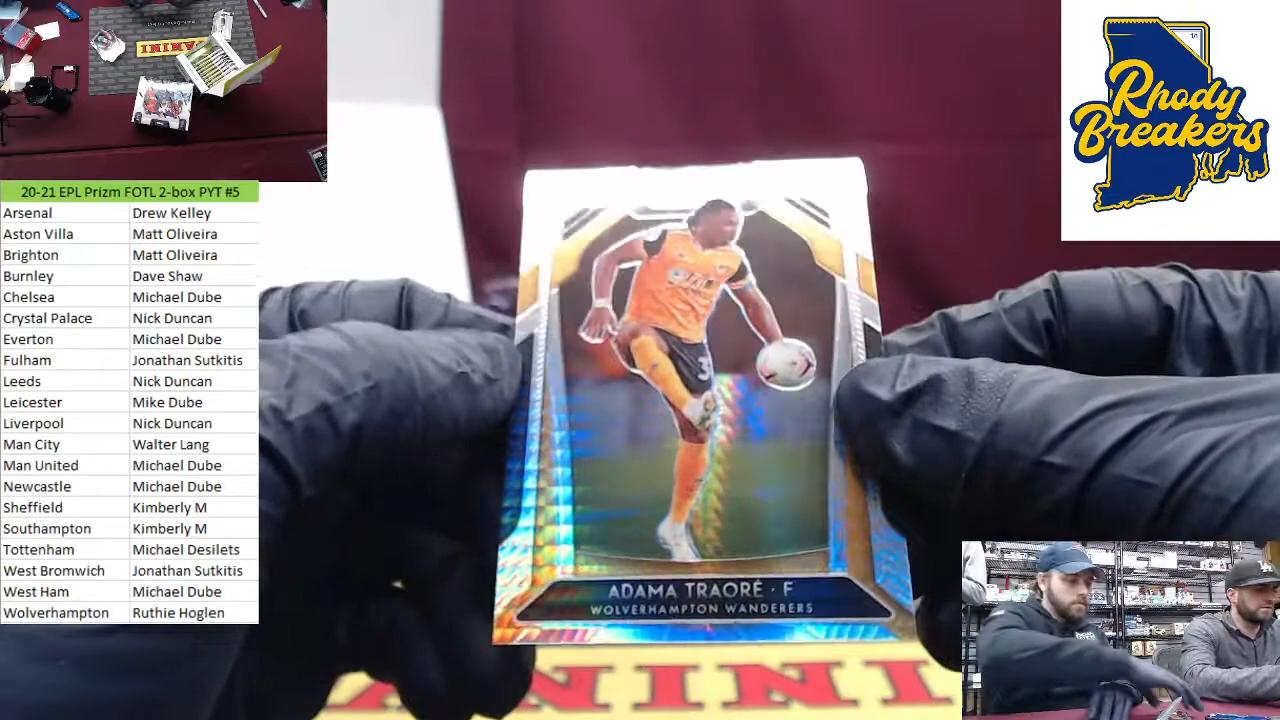 PANINI
1/1
Rhody
Breakers
20-21 EPL Prizm FOTL 2-box PYT #5
Arsenal Drew Kelley
Aston Villa Matt Oliveira
Brighton Matt Oliveira
Burnley Dave Shaw
Chelsea Michael Dube
Crystal Palace Nick Duncan
Everton Michael Dube
Fulham Jonathan Sutkitis
Leeds Nick Duncan
Leicester Mike Dube
Liverpool Nick Duncan
Man City Walter Lang
Man United Michael Dube
Newcastle Michael Dube
Sheffield Kimberly M
Southampton Kimberly M
Tottenham Michael Desilets
West Bromwich Jonathan Sutkitis
West Ham Michael Dube
Wolverhampton Ruthie Hoglen
ADAMA TRAORÉ · F
WOLVERHAMPTON WANDERERS
PANINI
LA